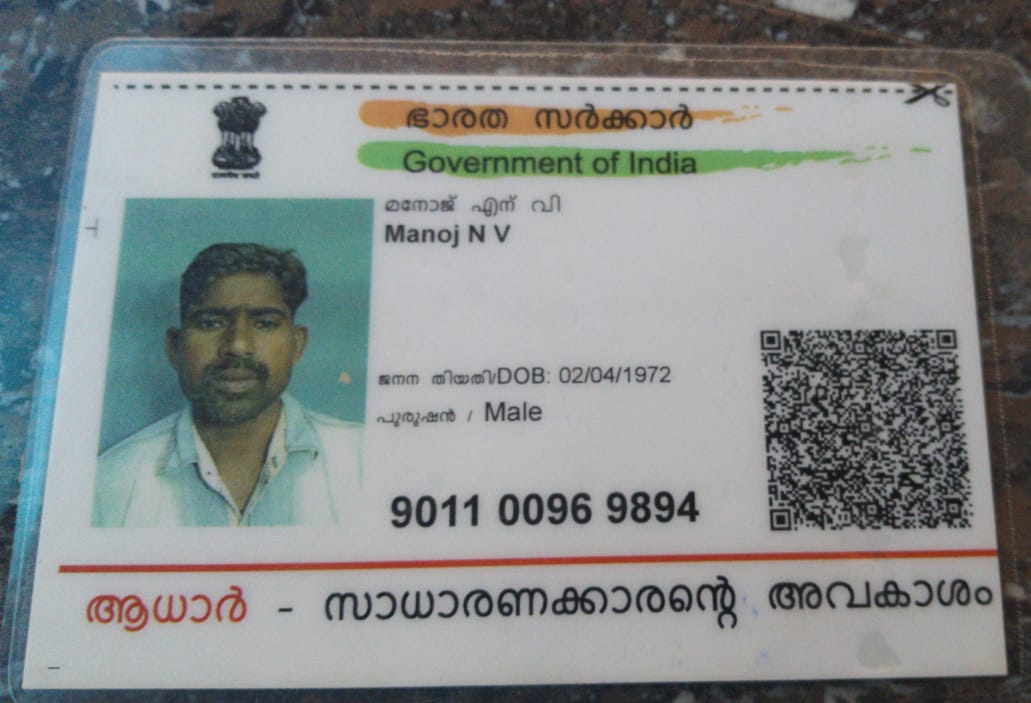 ഭാരത സർക്കാർ
Government of India
മനോജ് എന് വി
Manoj N V
ജനന തിയതി/DOB: 02/04/1972
പുരുഷൻ / Male
9011 0096 9894
ആധാർ - സാധാരണക്കാരന്റെ അവകാശം